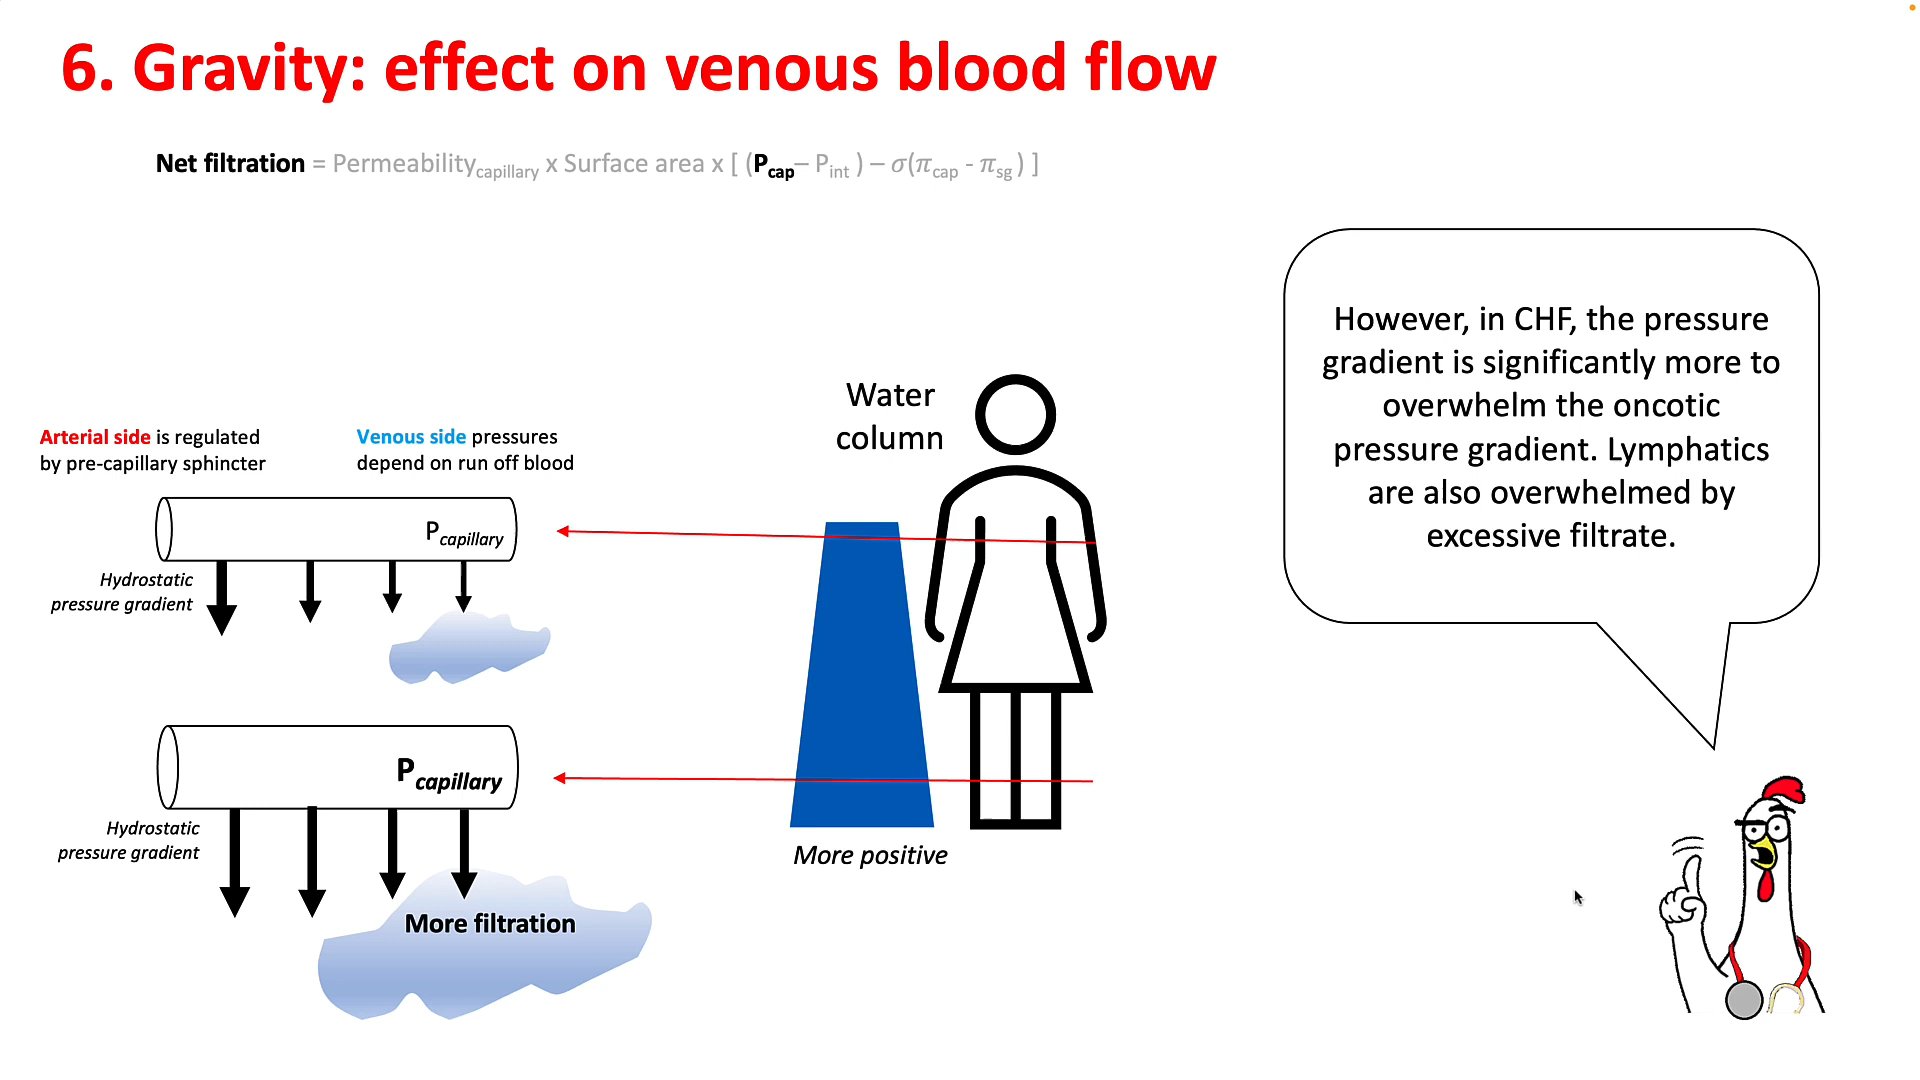 6. Gravity: effect on venous blood flow
Net filtration = Permeability capillary x Surface area x [ (Pcap– Pint ) – σ(πcap - πsg ) ]
However, in CHF, the pressure
gradient is significantly more to
overwhelm the oncotic
pressure gradient. Lymphatics
are also overwhelmed by
excessive filtrate.
Water
column
Arterial side is regulated
by pre-capillary sphincter
Venous side pressures
depend on run off blood
Pcapillary
Hydrostatic
pressure gradient
Pcapillary
Hydrostatic
pressure gradient
More filtration
More positive